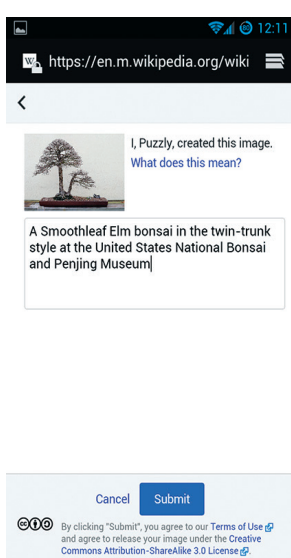 12:11
https://en.m.wikipedia.org/wiki
I, Puzzly, created this image.
What does this mean?
A Smoothleaf Elm bonsai in the twin-trunk
style at the United States National Bonsai
and Penjing Museum
Cancel
Submit
By clicking "Submit", you agree to our Terms of Use
and agree to release your image under the Creative
Commons Attribution-ShareAlike 3.0 License.